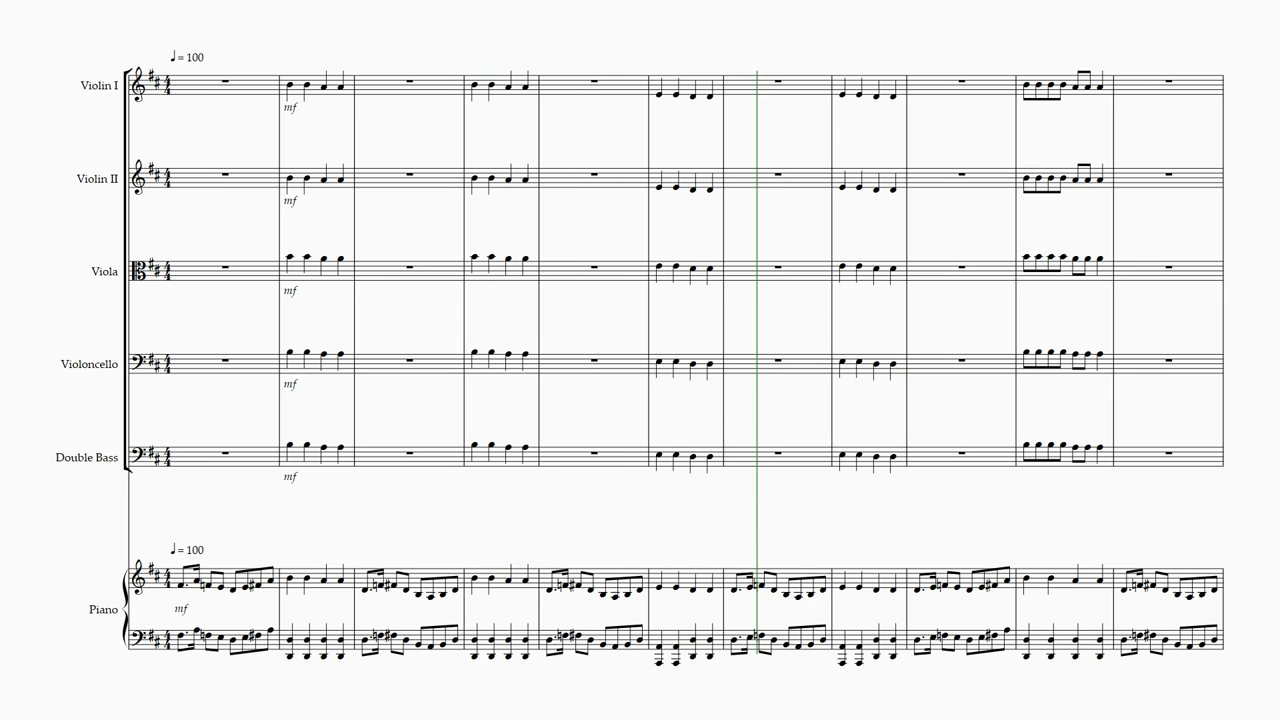 ♩= 100
Violin I
mf
Violin II
mf
Viola
mf
Violoncello
mf
Double Bass
mf
♩= 100
Piano
mf